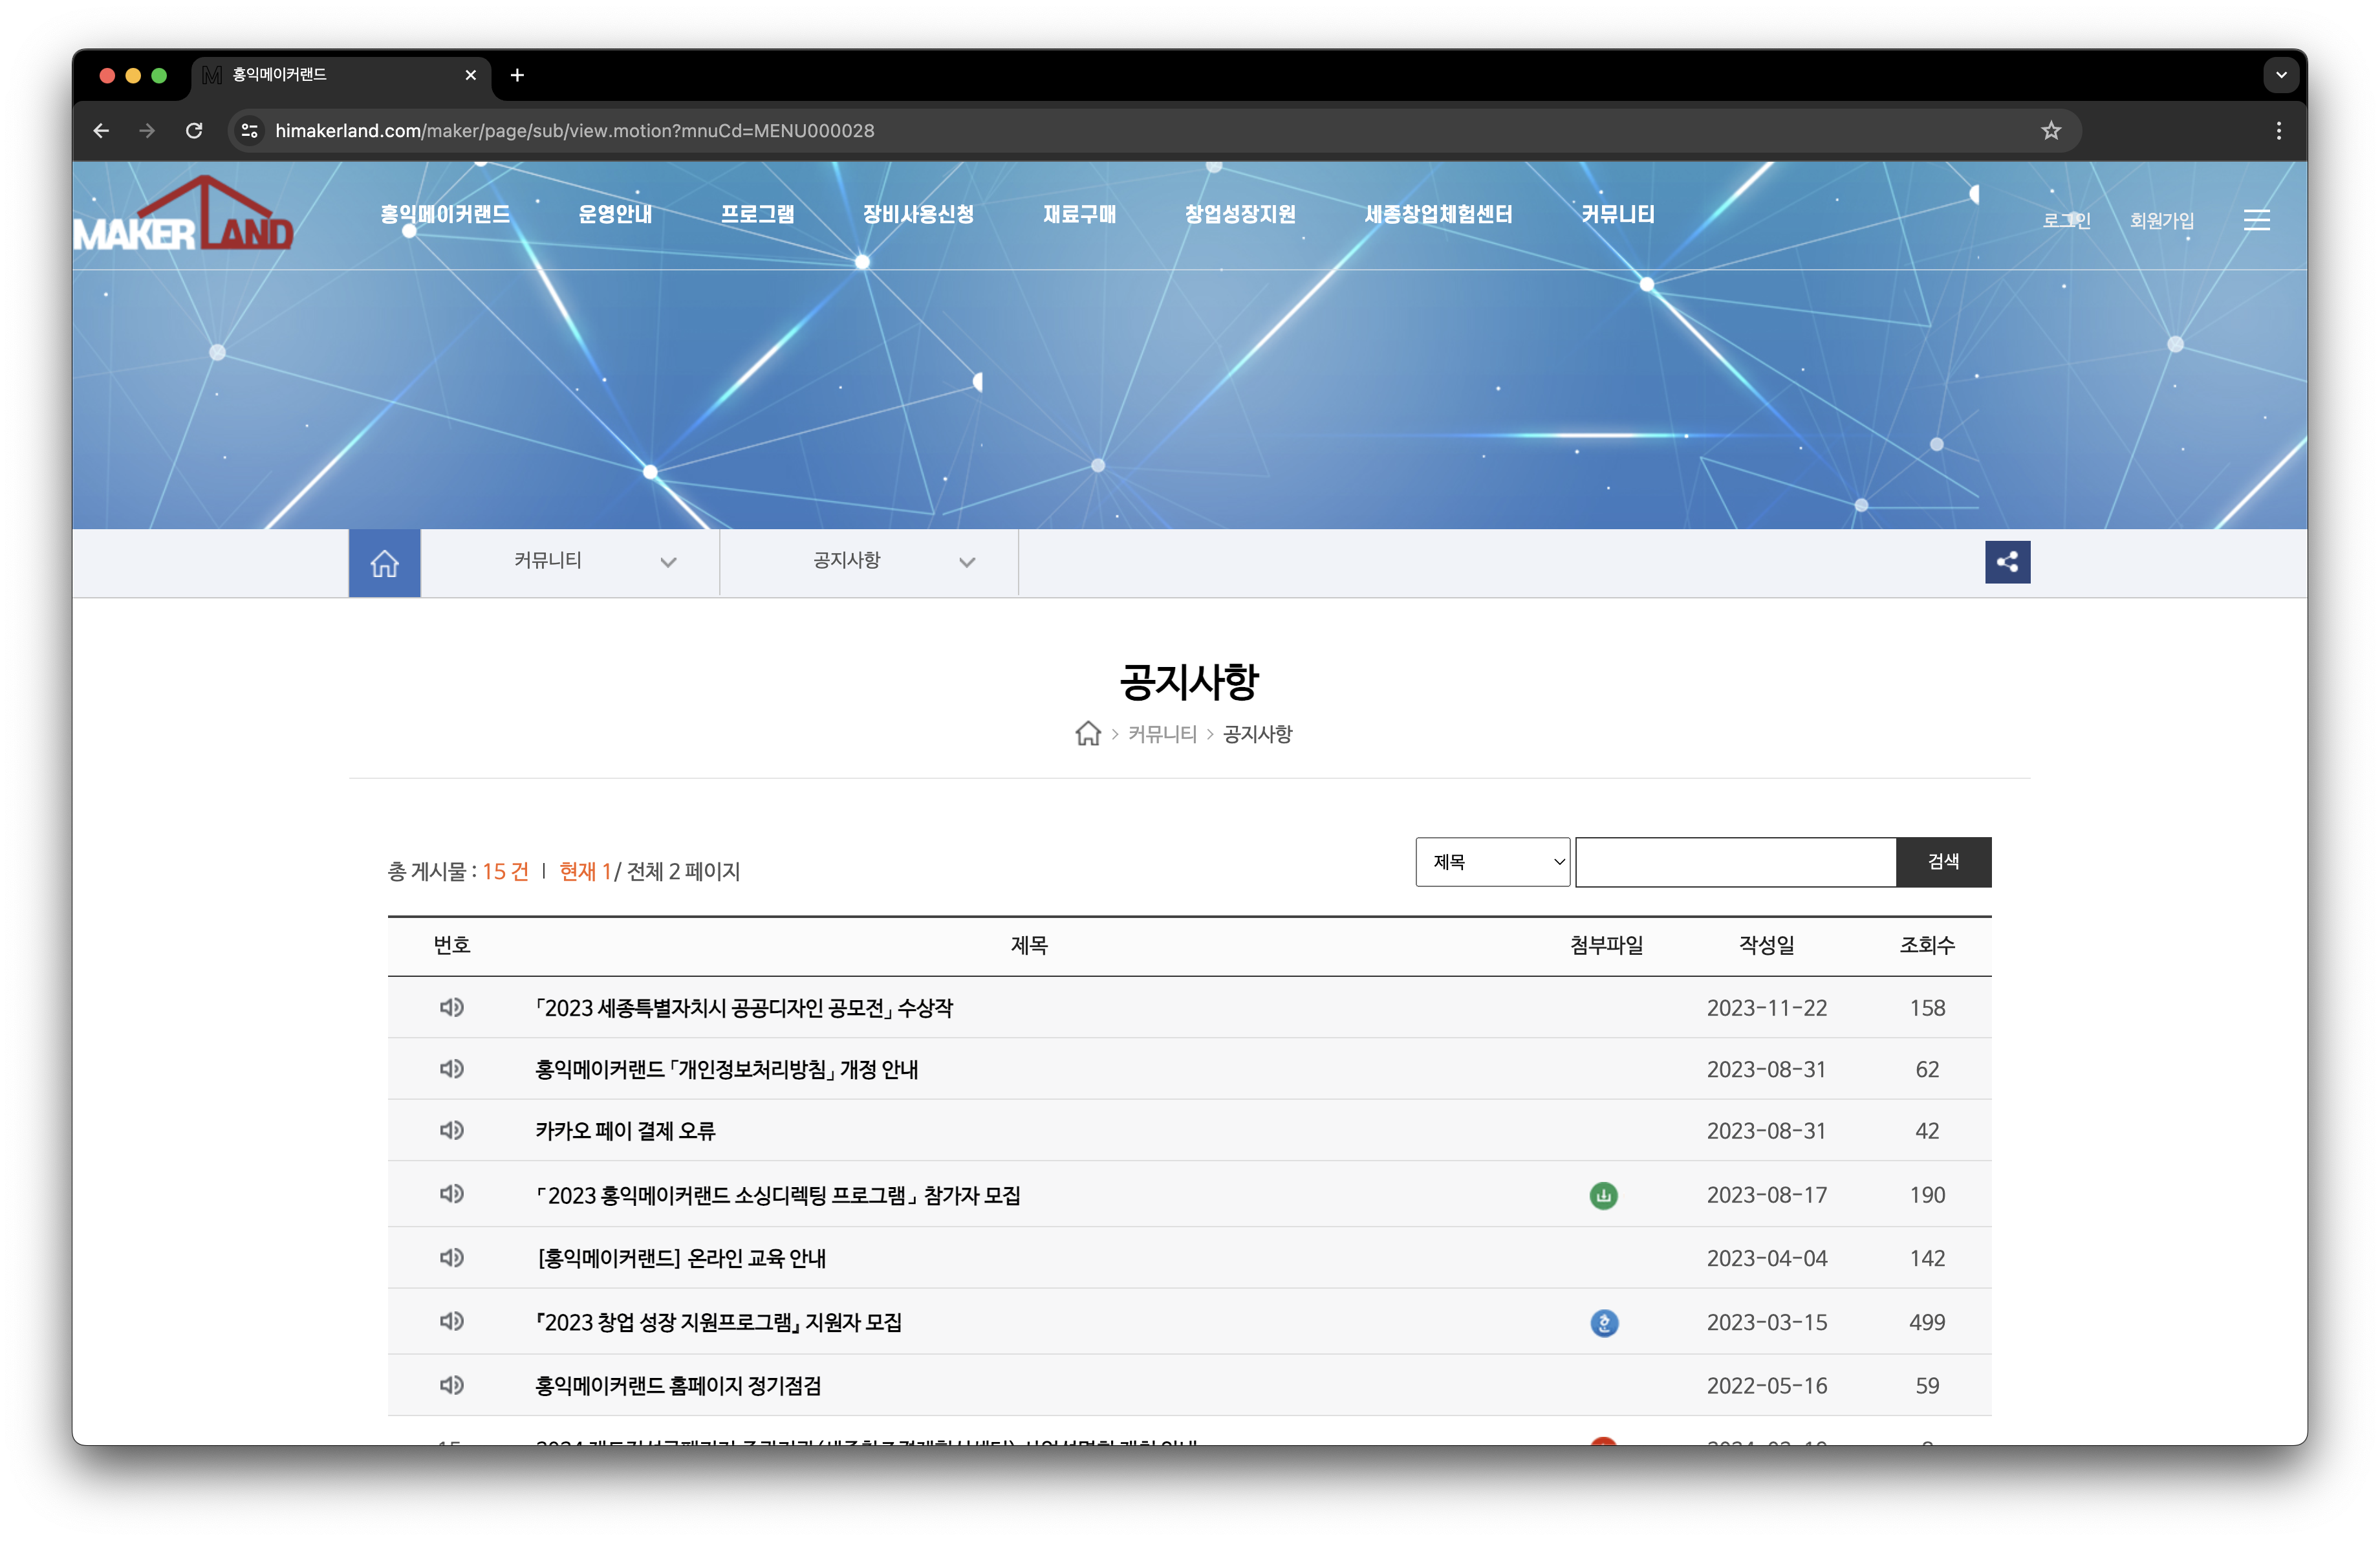 홍익메이커랜드
himakerland.com/maker/page/sub/view.motion?mnuCd=MENU000028
MAKER LAND
홍익메이커랜드 운영안내 프로그램 장비사용신청 재료구매 창업성장지원 세종창업체험센터 커뮤니티 로그인 회원가입
커뮤니티 공지사항
공지사항
> 커뮤니티 > 공지사항
총 게시물 : 15 건 | 현재 1/ 전체 2 페이지 제목 검색
번호 제목 첨부파일 작성일 조회수
「2023 세종특별자치시 공공디자인 공모전」 수상작 2023-11-22 158
홍익메이커랜드 「개인정보처리방침」 개정 안내 2023-08-31 62
카카오 페이 결제 오류 2023-08-31 42
「2023 홍익메이커랜드 소싱디렉팅 프로그램」 참가자 모집 2023-08-17 190
[홍익메이커랜드] 온라인 교육 안내 2023-04-04 142
『2023 창업 성장 지원프로그램』 지원자 모집 2023-03-15 499
홍익메이커랜드 홈페이지 정기점검 2022-05-16 59